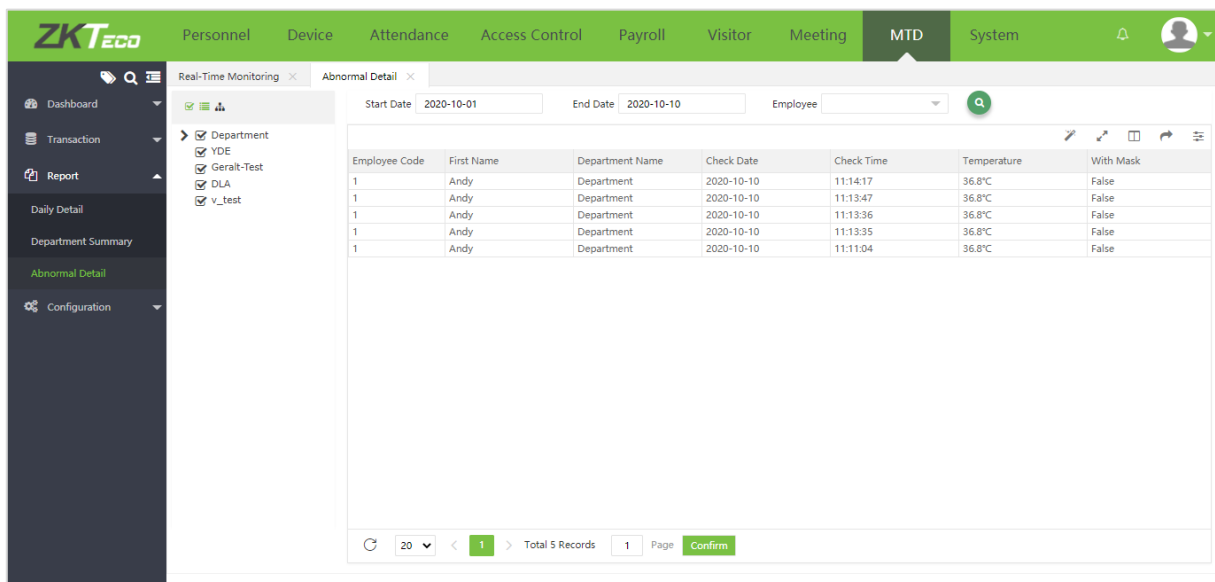 ZKTeco Personnel Device Attendance Access Control Payroll Visitor Meeting MTD System
Real-Time Monitoring Abnormal Detail
Dashboard
Transaction
Report
Daily Detail
Department Summary
Abnormal Detail
Configuration
Department
YDE
Geralt-Test
DLA
v_test
Start Date 2020-10-01 End Date 2020-10-10 Employee
Employee Code First Name Department Name Check Date Check Time Temperature With Mask
1 Andy Department 2020-10-10 11:14:17 36.8℃ False
1 Andy Department 2020-10-10 11:13:47 36.8℃ False
1 Andy Department 2020-10-10 11:13:36 36.8℃ False
1 Andy Department 2020-10-10 11:13:35 36.8℃ False
1 Andy Department 2020-10-10 11:11:04 36.8℃ False
20 < 1 > Total 5 Records 1 Page Confirm